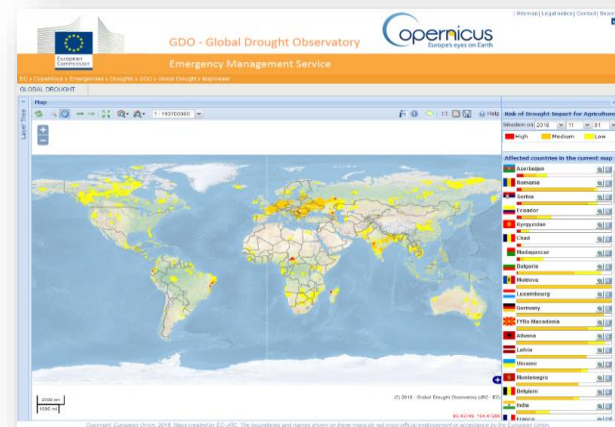 | Sitemap | Legal notice | Contact |
European
Commission
GDO - Global Drought Observatory
opernicus
Europe's eyes on Earth
Emergency Management Service
EC > Copernicus > Emergencies > Droughts > GDO > Global Drought > MapViewer
GLOBAL DROUGHT
Layer Tree
Map
Help
Risk of Drought Impact for Agriculture
Situation on 2018 11 01
High Medium Low
Affected countries in the current map
Azerbaijan
Romania
Serbia
Ecuador
Kyrgyzstan
Chad
Madagascar
Bulgaria
Moldova
Luxembourg
Germany
FYRo Macedonia
Albania
Latvia
Ukraine
Montenegro
Belgium
India
France
2000 km
1000 mi
(C) 2018 - Global Drought Observatory (JRC - EC)
Copyright, European Union, 2018. Maps created by EC-JRC. The boundaries and names shown on these maps do not imply official endorsement or acceptance by the European Union.